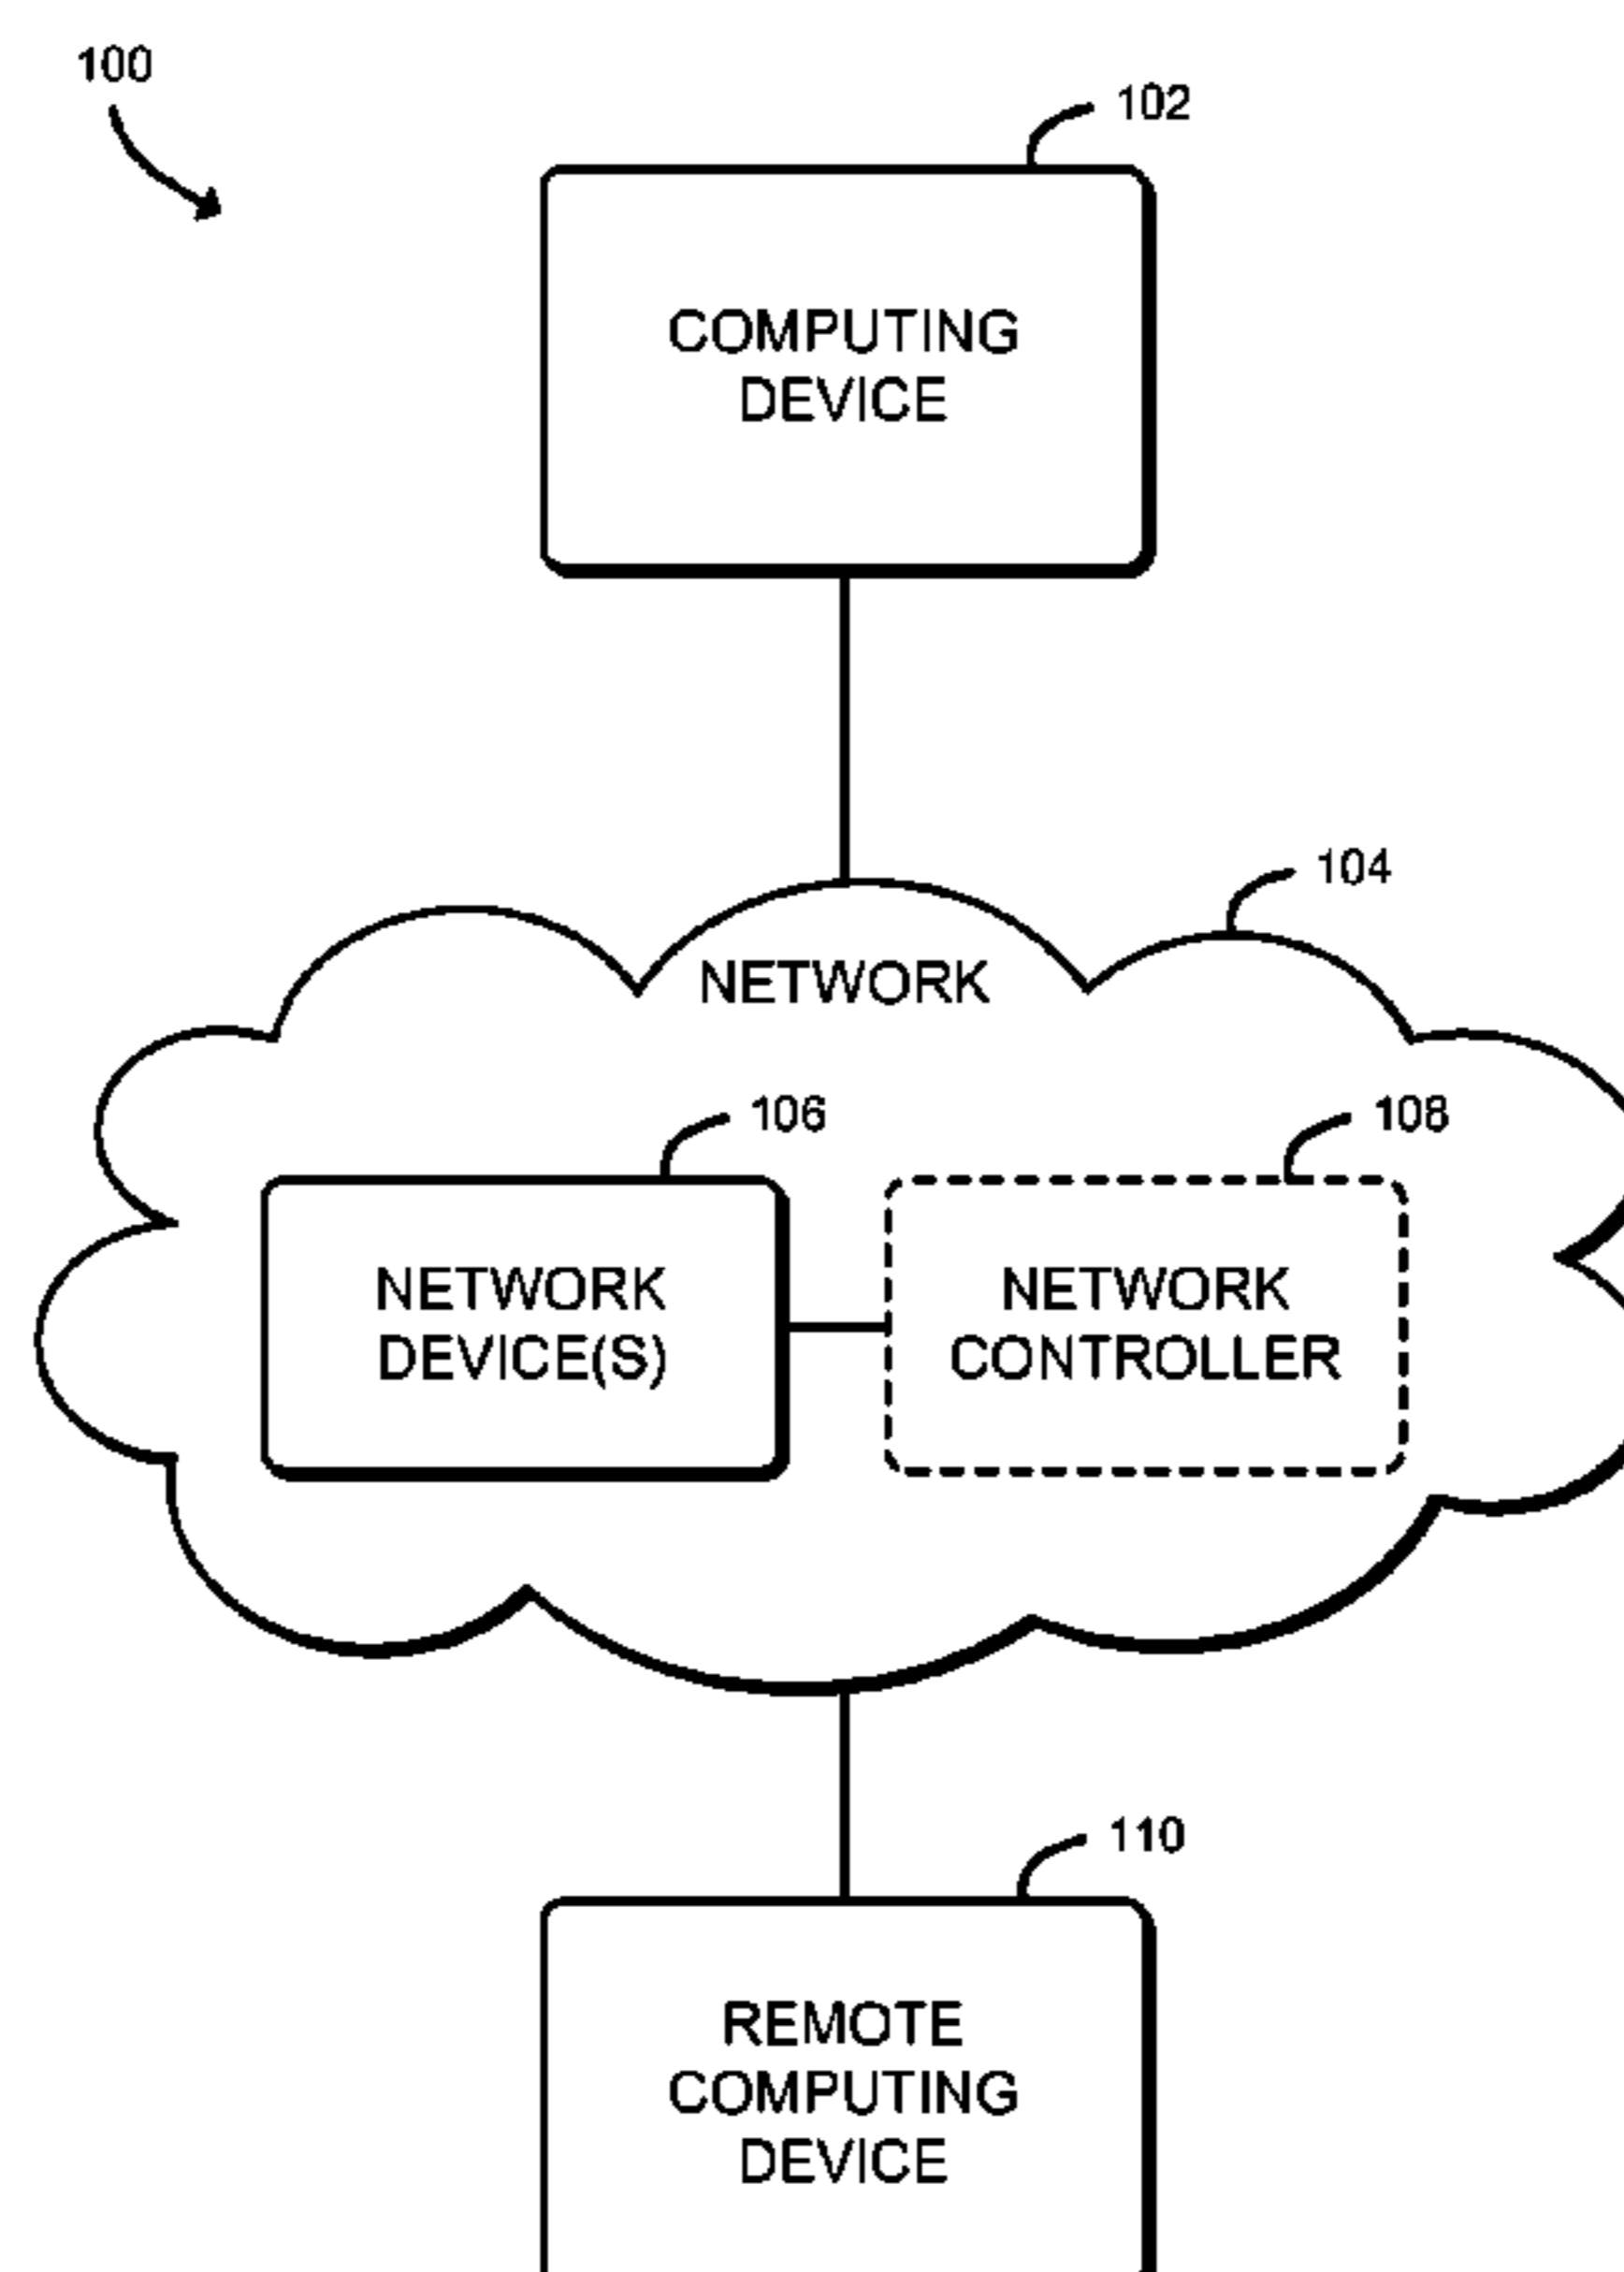 100
102
COMPUTING
DEVICE
104
NETWORK
106
108
NETWORK
DEVICE(S)
NETWORK
CONTROLLER
110
REMOTE
COMPUTING
DEVICE